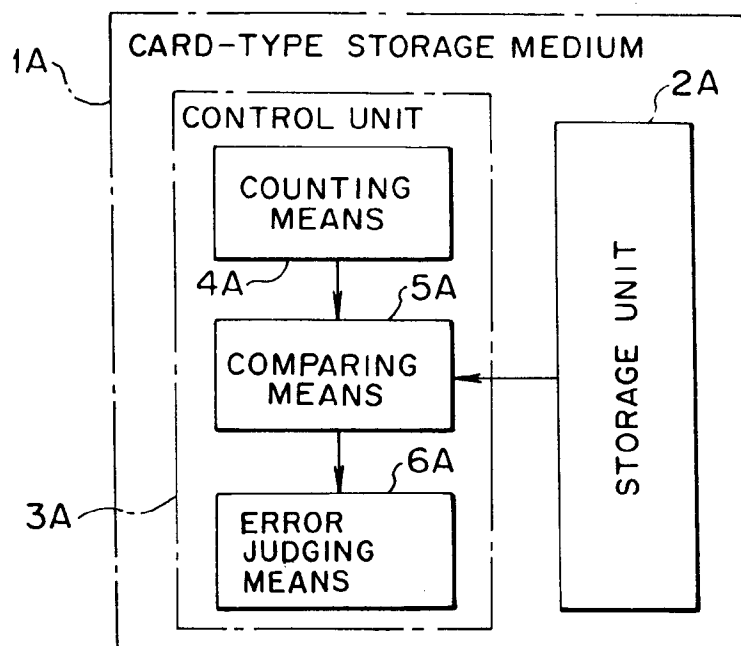 CARD-TYPE STORAGE MEDIUM
1A
2A
CONTROL UNIT
COUNTING
MEANS
4A
5A
COMPARING
MEANS
STORAGE UNIT
6A
3A
ERROR
JUDGING
MEANS